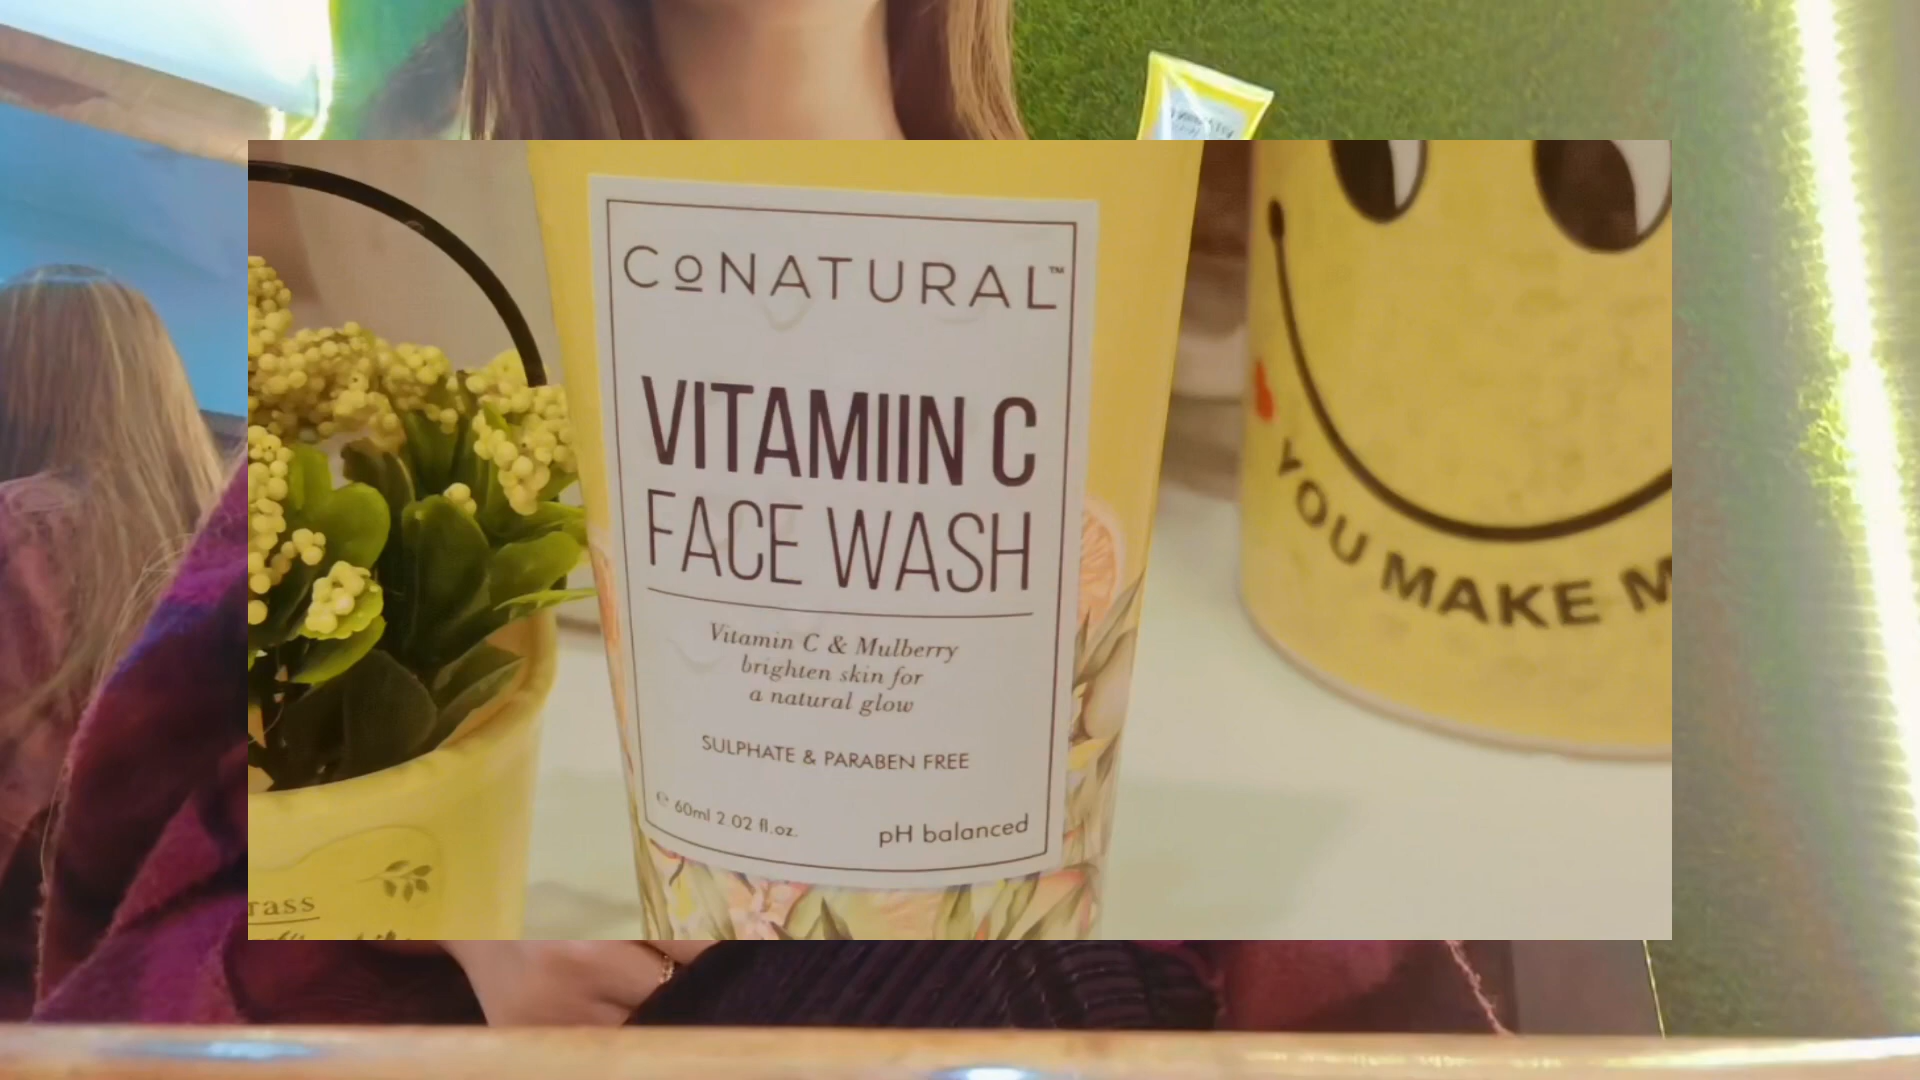 CoNATURAL™
VITAMIIN C
FACE WASH
Vitamin C & Mulberry
brighten skin for
a natural glow
SULPHATE & PARABEN FREE
℮ 60ml 2.02 fl.oz.
pH balanced
YOU MAKE M
rass